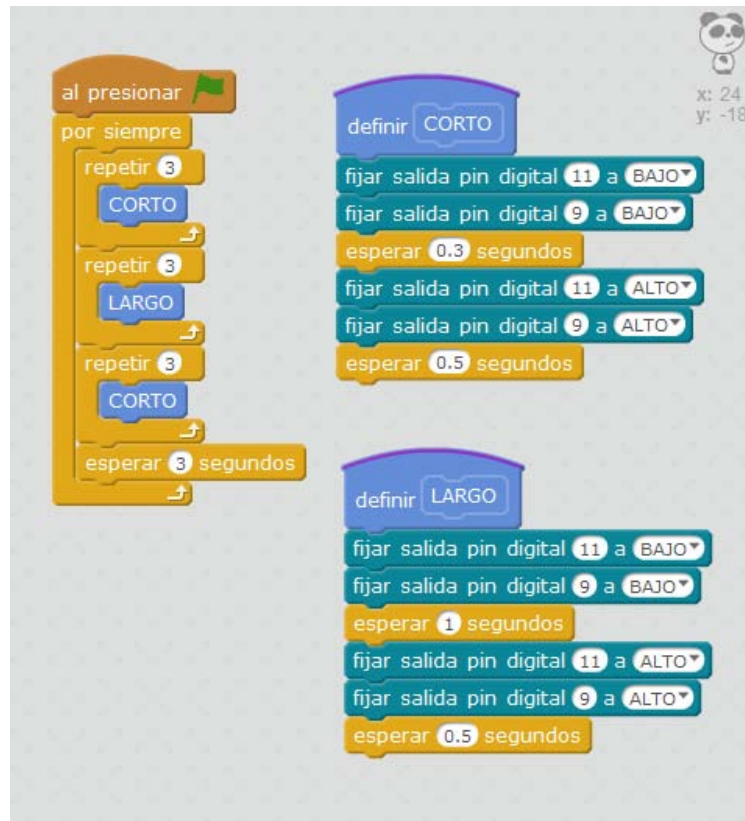 al presionar
por siempre
repetir 3
CORTO
repetir 3
LARGO
repetir 3
CORTO
esperar 3 segundos
definir CORTO
fijar salida pin digital 11 a BAJO
fijar salida pin digital 9 a BAJO
esperar 0.3 segundos
fijar salida pin digital 11 a ALTO
fijar salida pin digital 9 a ALTO
esperar 0.5 segundos
definir LARGO
fijar salida pin digital 11 a BAJO
fijar salida pin digital 9 a BAJO
esperar 1 segundos
fijar salida pin digital 11 a ALTO
fijar salida pin digital 9 a ALTO
esperar 0.5 segundos
x: 24
y: -18